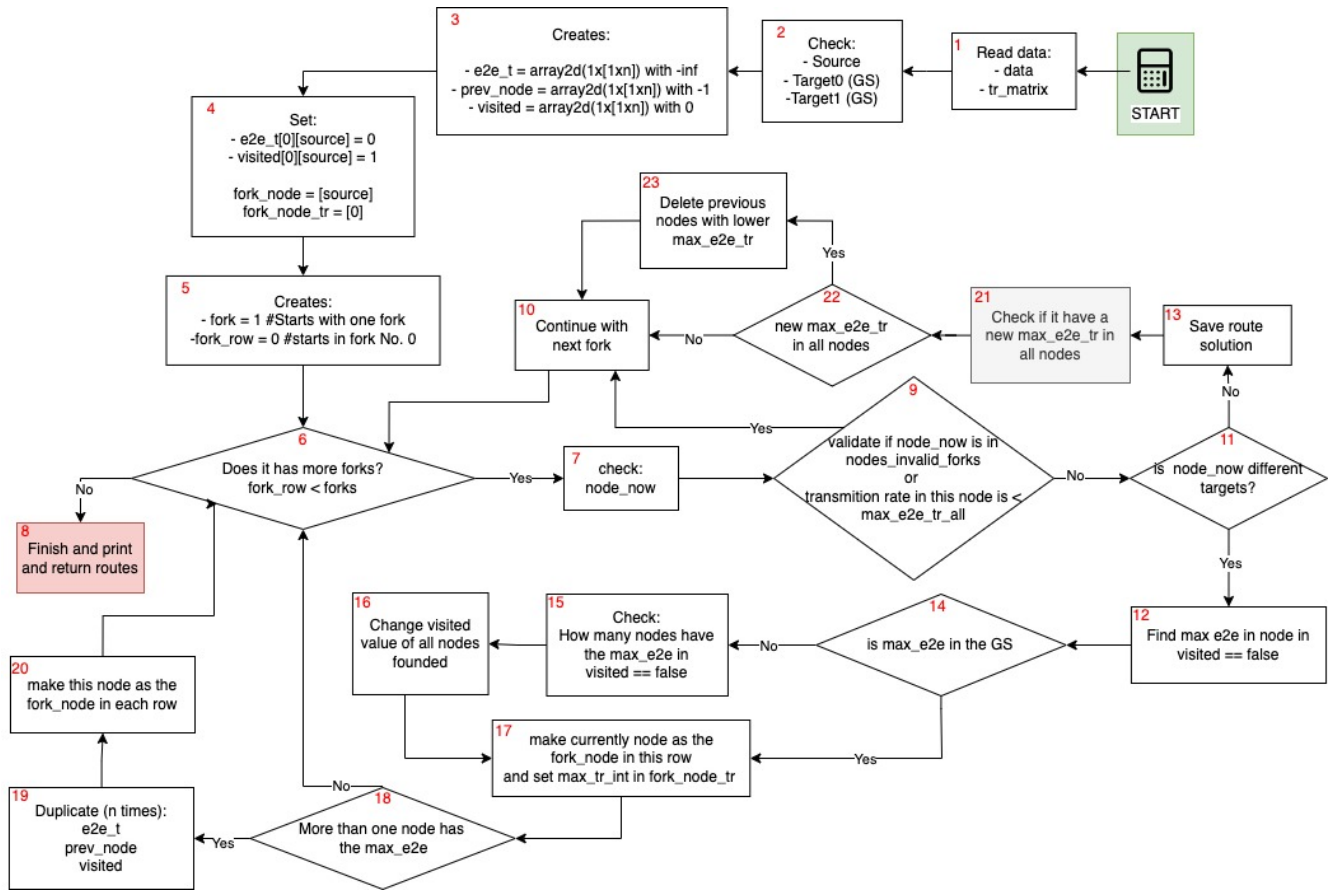 START
1
Read data:
- data
- tr_matrix
2
Check:
- Source
- Target0 (GS)
-Target1 (GS)
3
Creates:
- e2e_t = array2d(1x[1xn]) with -inf
- prev_node = array2d(1x[1xn]) with -1
- visited = array2d(1x[1xn]) with 0
4
Set:
- e2e_t[0][source] = 0
- visited[0][source] = 1
fork_node = [source]
fork_node_tr = [0]
5
Creates:
- fork = 1 #Starts with one fork
-fork_row = 0 #starts in fork No. 0
6
Does it has more forks?
fork_row < forks
No
Yes
8
Finish and print
and return routes
7
check:
node_now
9
validate if node_now is in
nodes_invalid_forks
or
transmition rate in this node is <
max_e2e_tr_all
Yes
No
10
Continue with
next fork
11
is node_now different
targets?
No
Yes
13
Save route
solution
21
Check if it have a
new max_e2e_tr in
all nodes
22
new max_e2e_tr
in all nodes
No
Yes
23
Delete previous
nodes with lower
max_e2e_tr
12
Find max e2e in node in
visited == false
14
is max_e2e in the GS
No
Yes
15
Check:
How many nodes have
the max_e2e in
visited == false
16
Change visited
value of all nodes
founded
17
make currently node as the
fork_node in this row
and set max_tr_int in fork_node_tr
18
More than one node has
the max_e2e
No
Yes
19
Duplicate (n times):
e2e_t
prev_node
visited
20
make this node as the
fork_node in each row